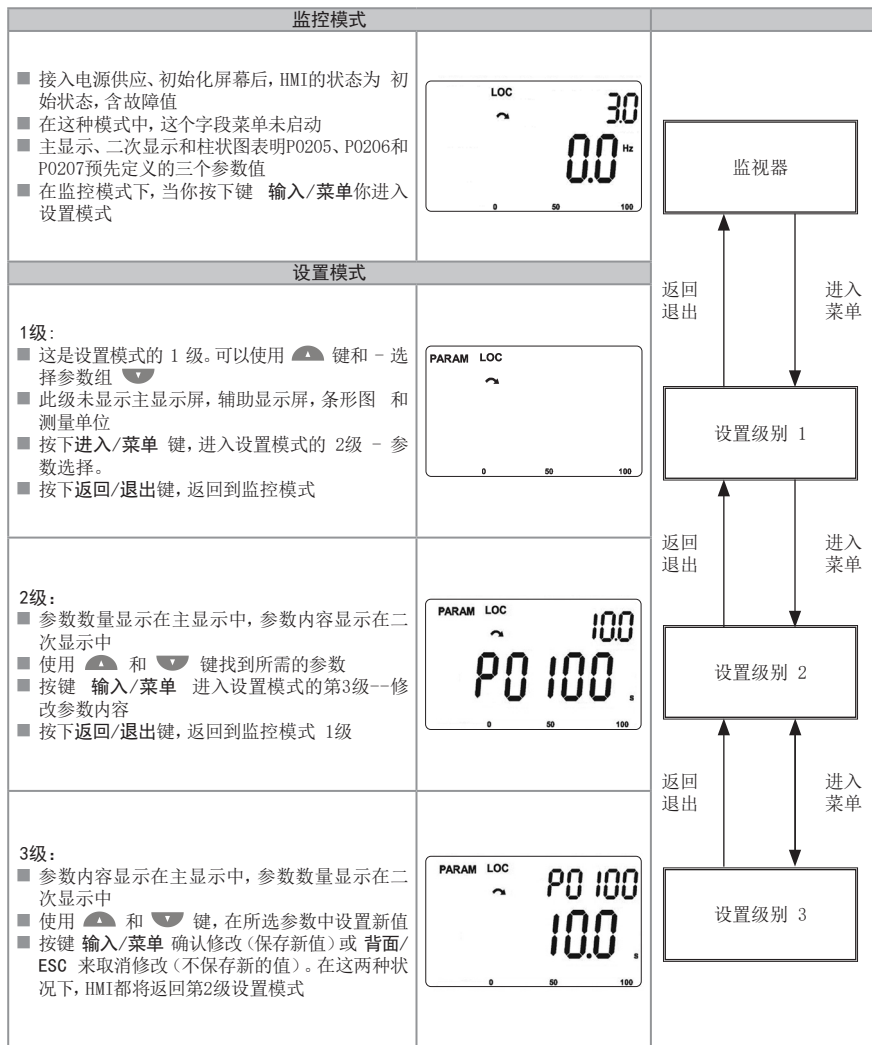 监控模式
■ 接入电源供应、初始化屏幕后，HMI的状态为 初
始状态，含故障值
■ 在这种模式中，这个字段菜单未启动
■ 主显示、二次显示和柱状图表明P0205、P0206和
P0207预先定义的三个参数值
■ 在监控模式下，当你按下键 输入/菜单你进入
设置模式
LOC
3.0
0.0 Hz
0 50 100
监视器
设置模式
返回
退出
进入
菜单
1级：
■ 这是设置模式的 1 级。可以使用 键和 - 选
择参数组
■ 此级未显示主显示屏，辅助显示屏，条形图 和
测量单位
■ 按下进入/菜单 键，进入设置模式的 2级 - 参
数选择。
■ 按下返回/退出键，返回到监控模式
PARAM LOC
0 50 100
设置级别 1
返回
退出
进入
菜单
2级：
■ 参数数量显示在主显示中，参数内容显示在二
次显示中
■ 使用 和 键找到所需的参数
■ 按键 输入/菜单 进入设置模式的第3级--修
改参数内容
■ 按下返回/退出键，返回到监控模式 1级
PARAM LOC
10.0
P0100 s
0 50 100
设置级别 2
返回
退出
进入
菜单
3级：
■ 参数内容显示在主显示中，参数数量显示在二
次显示中
■ 使用 和 键，在所选参数中设置新值
■ 按键 输入/菜单 确认修改（保存新值）或 背面/
ESC 来取消修改（不保存新的值）。在这两种状
况下，HMI都将返回第2级设置模式
PARAM LOC
P0100
10.0 s
0 50 100
设置级别 3